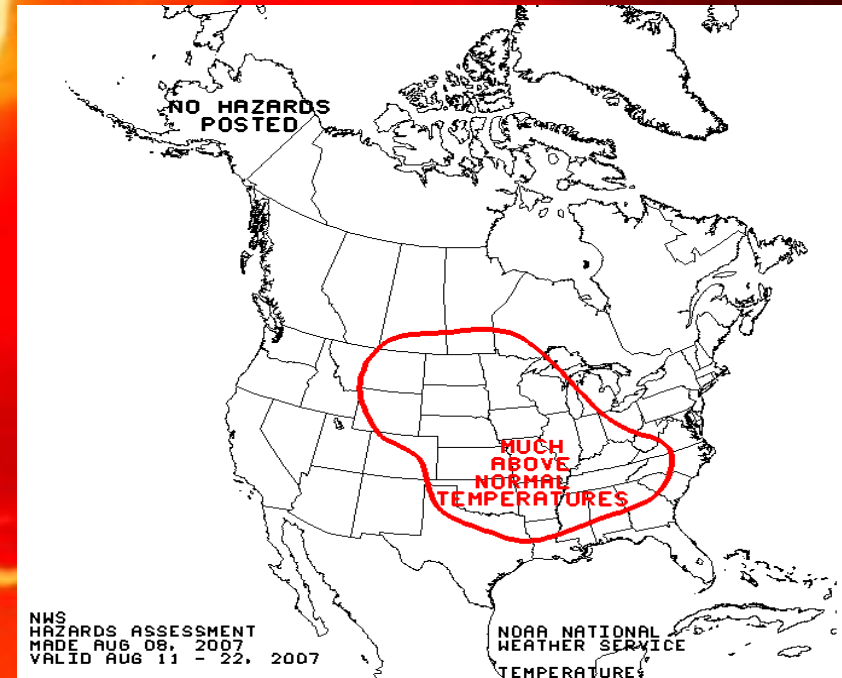 NO HAZARDS
POSTED
MUCH
ABOVE
NORMAL
TEMPERATURES
NWS
HAZARDS ASSESSMENT
MADE AUG 08, 2007
VALID AUG 11 - 22, 2007
NOAA NATIONAL
WEATHER SERVICE
TEMPERATURES